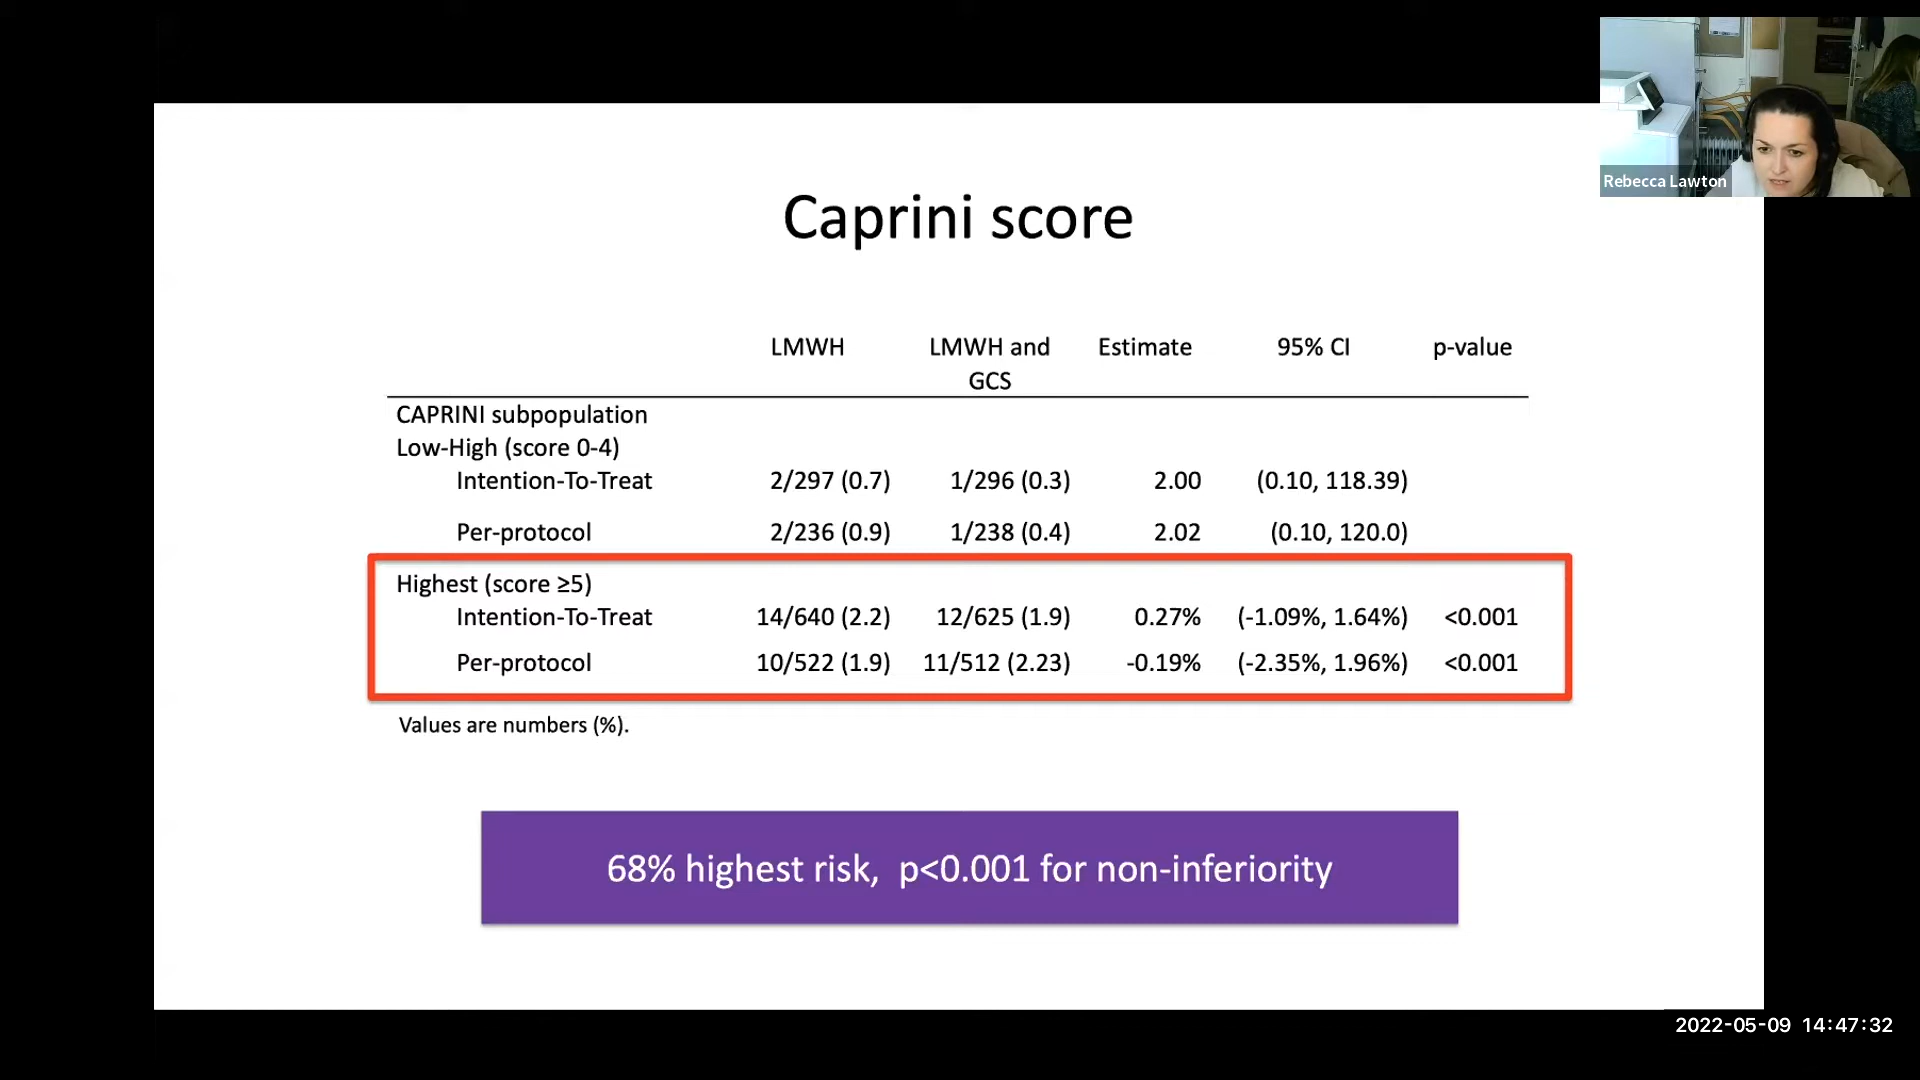 Rebecca Lawton
Caprini score
LMWH LMWH and GCS Estimate 95% CI p-value
CAPRINI subpopulation
Low-High (score 0-4)
Intention-To-Treat 2/297 (0.7) 1/296 (0.3) 2.00 (0.10, 118.39)
Per-protocol 2/236 (0.9) 1/238 (0.4) 2.02 (0.10, 120.0)
Highest (score ≥5)
Intention-To-Treat 14/640 (2.2) 12/625 (1.9) 0.27% (-1.09%, 1.64%) <0.001
Per-protocol 10/522 (1.9) 11/512 (2.23) -0.19% (-2.35%, 1.96%) <0.001
Values are numbers (%).
68% highest risk, p<0.001 for non-inferiority
2022-05-09 14:47:32